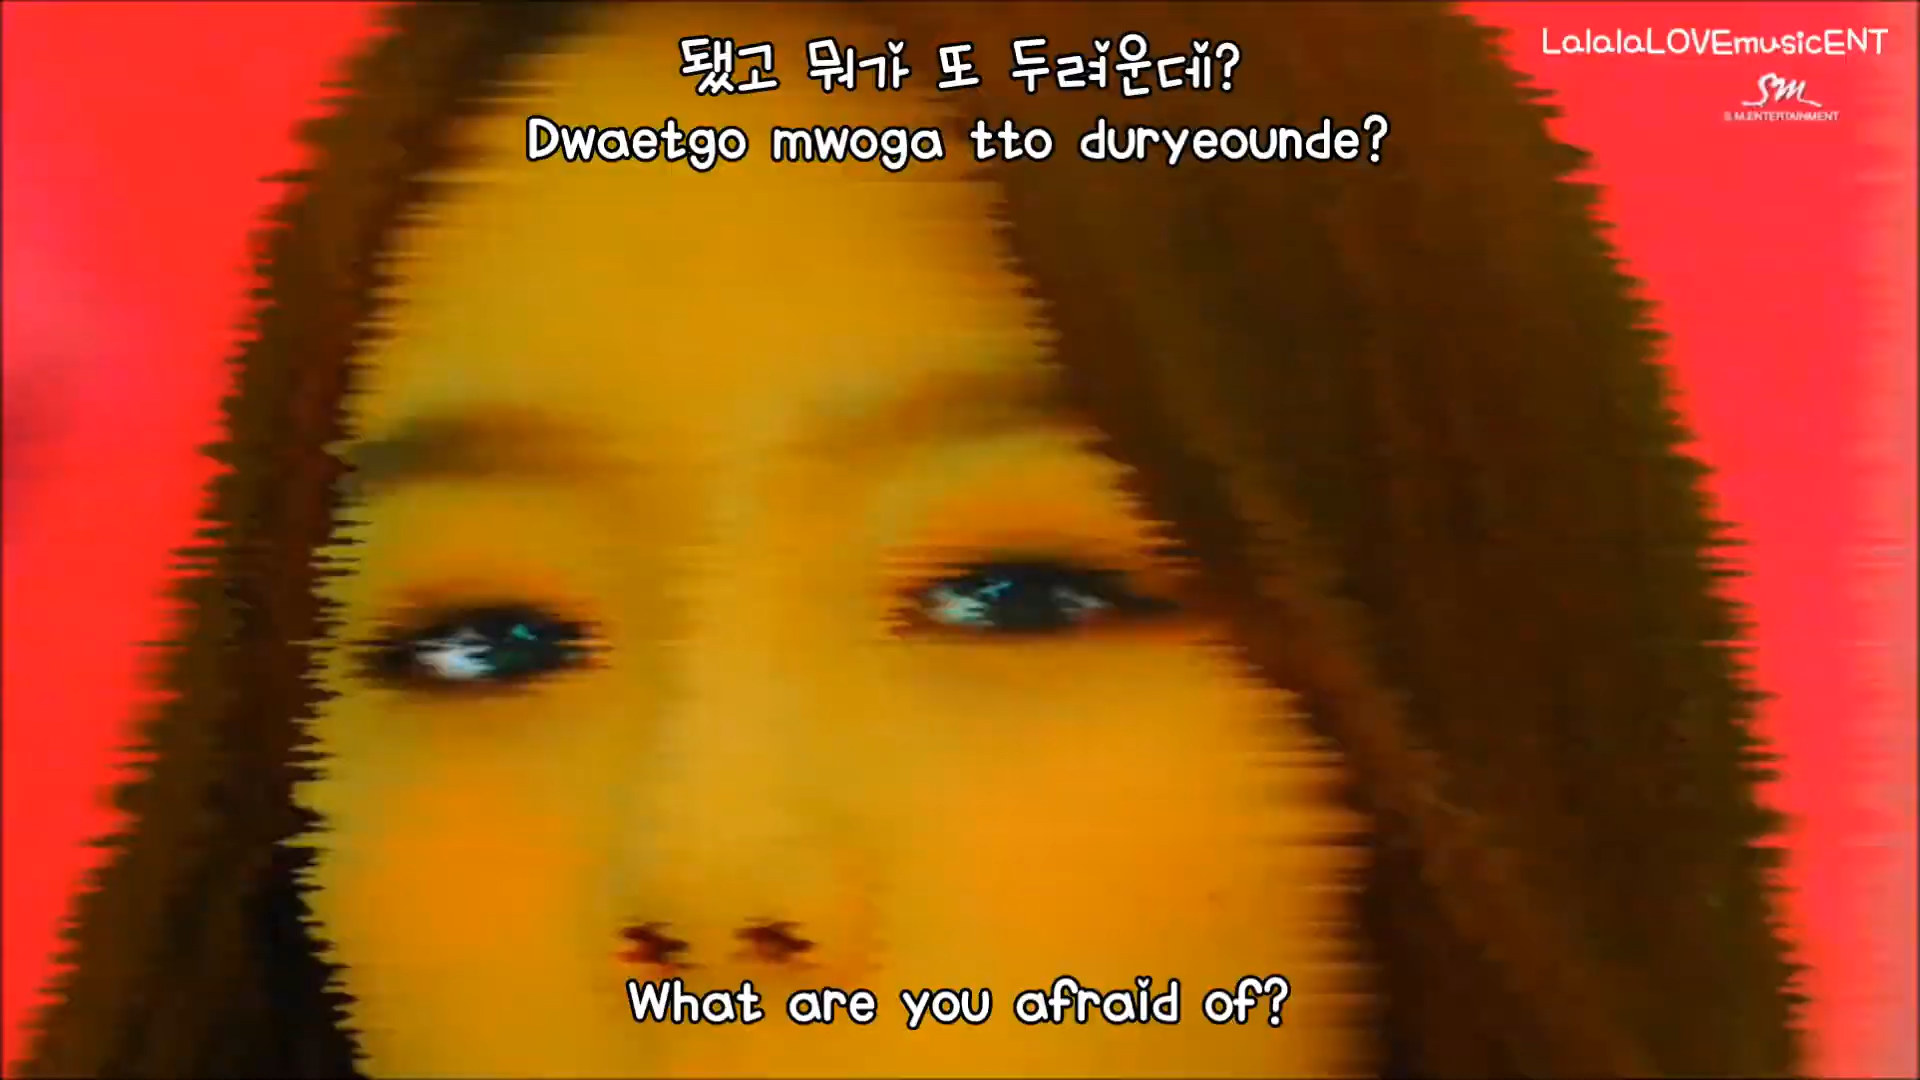 LalalaLOVEmusicENT
SM
S.M.ENTERTAINMENT
됐고 뭐가 또 두려운데?
Dwaetgo mwoga tto duryeounde?
What are you afraid of?